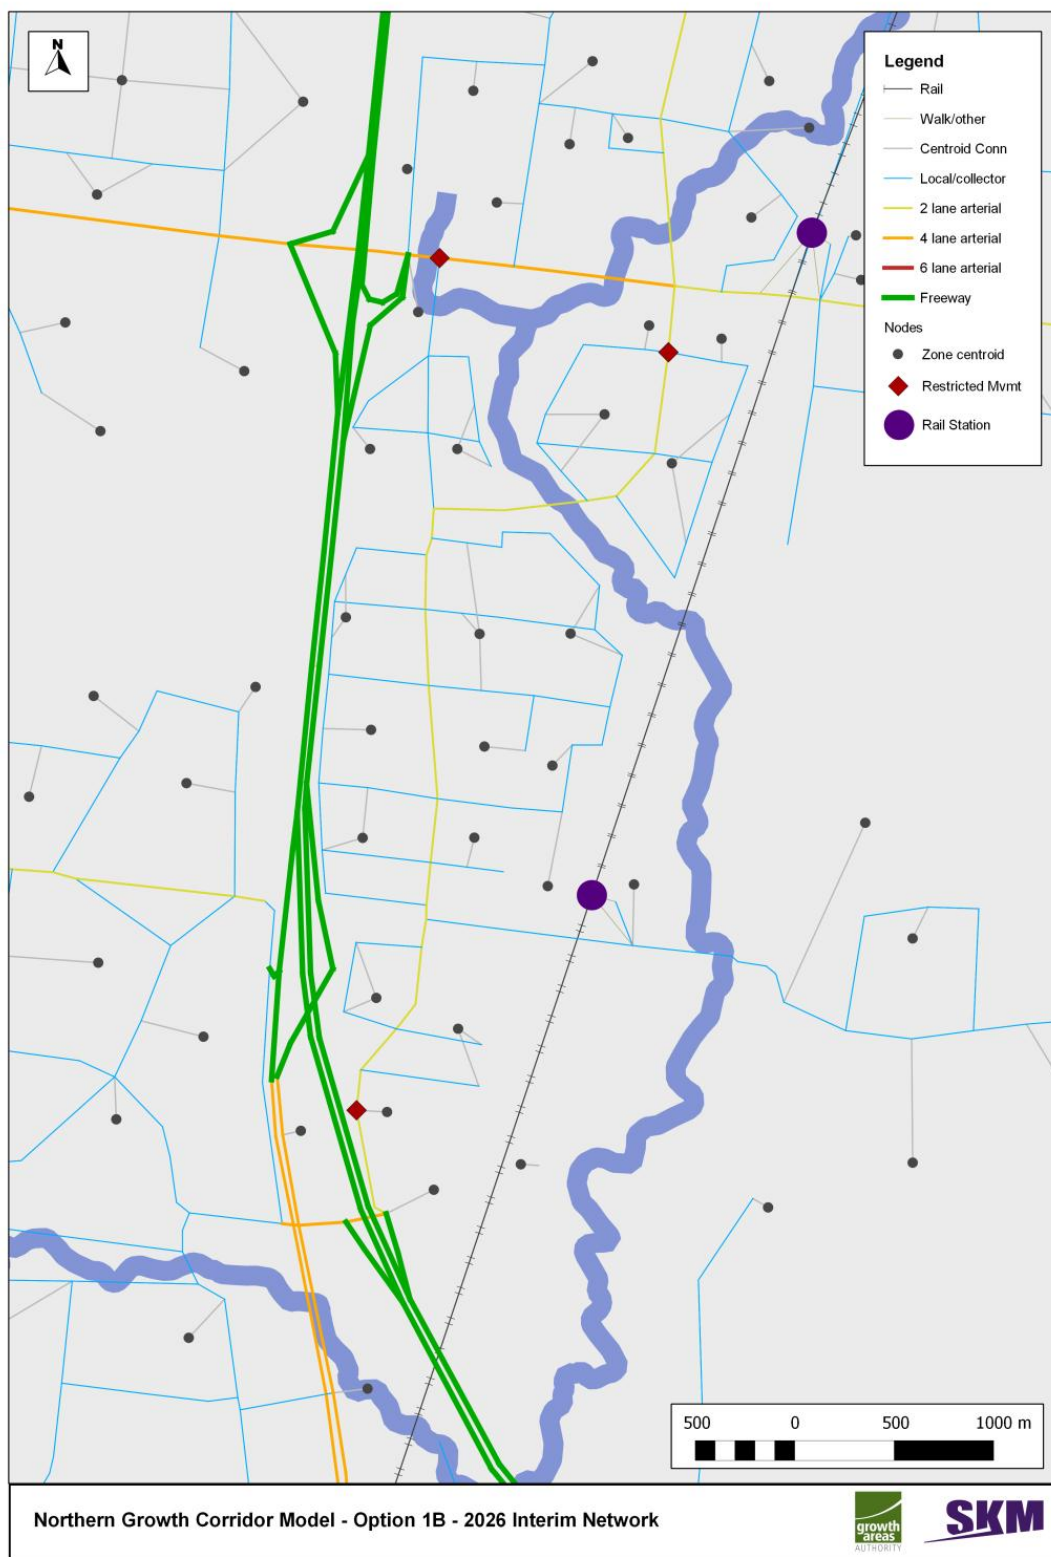 N
Legend
Rail
Walk/other
Centroid Conn
Local/collector
2 lane arterial
4 lane arterial
6 lane arterial
Freeway
Nodes
Zone centroid
Restricted Mvmt
Rail Station
500 0 500 1000 m
Northern Growth Corridor Model - Option 1B - 2026 Interim Network
growth
areas
AUTHORITY
SKM